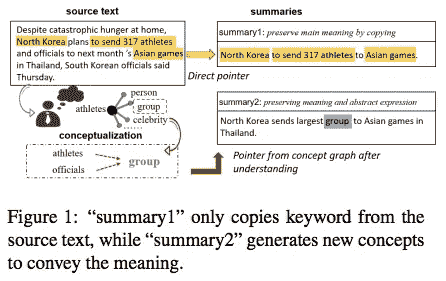 source text
Despite catastrophic hunger at home,
North Korea plans to send 317 athletes
and officials to next month 's Asian games
in Thailand, South Korean officials said
Thursday.
summaries
summary1: preserve main meaning by copying
North Korea to send 317 athletes to Asian games.
Direct pointer
summary2: preserving meaning and abstract expression
North Korea sends largest group to Asian games in
Thailand.
person
athletes
group
celebrity
conceptualization
athletes
officials
group
Pointer from concept graph after
understanding
Figure 1: “summary1” only copies keyword from the
source text, while “summary2” generates new concepts
to convey the meaning.